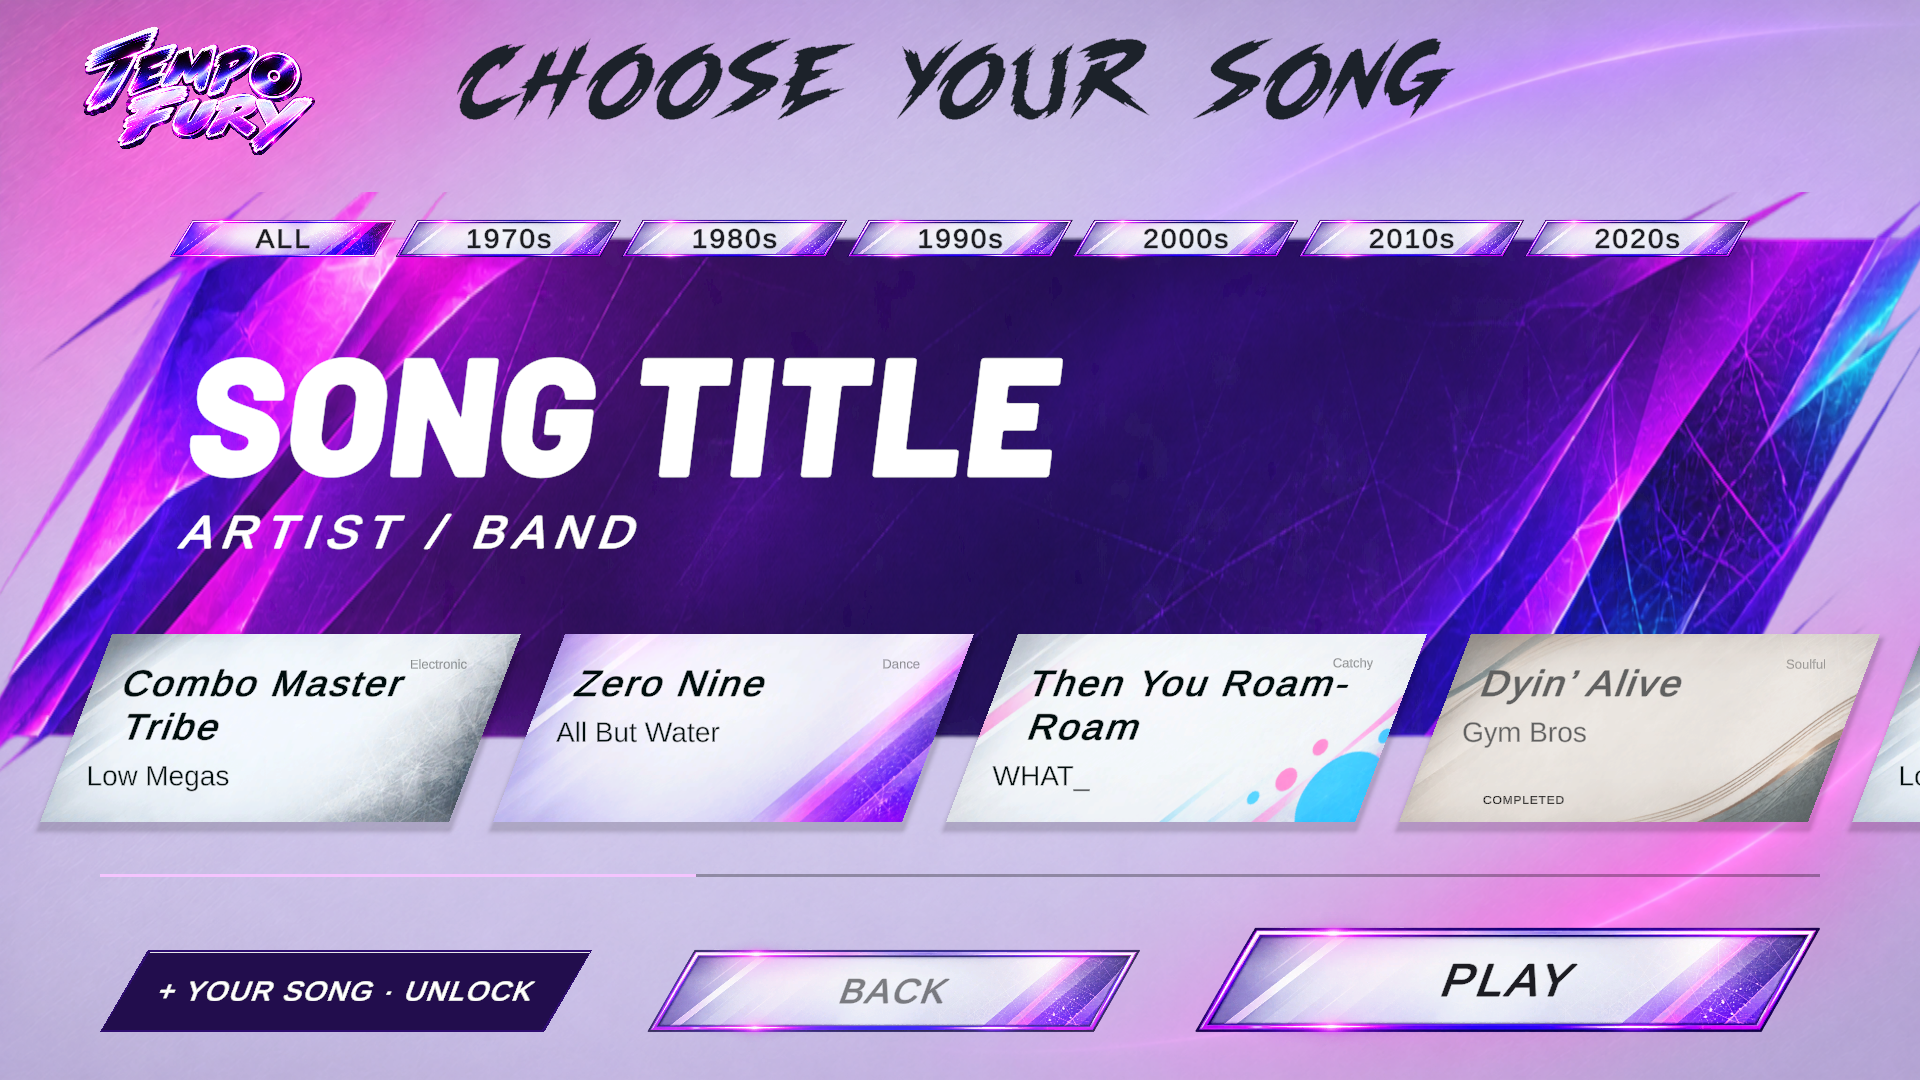 TEMPO
FURY
CHOOSE YOUR SONG
ALL
1970s
1980s
1990s
2000s
2010s
2020s
SONG TITLE
ARTIST / BAND
Combo Master
Tribe
Electronic
Low Megas
Zero Nine
Dance
All But Water
Then You Roam-
Roam
Catchy
WHAT_
Dyin’ Alive
Soulful
Gym Bros
COMPLETED
+ YOUR SONG · UNLOCK
BACK
PLAY